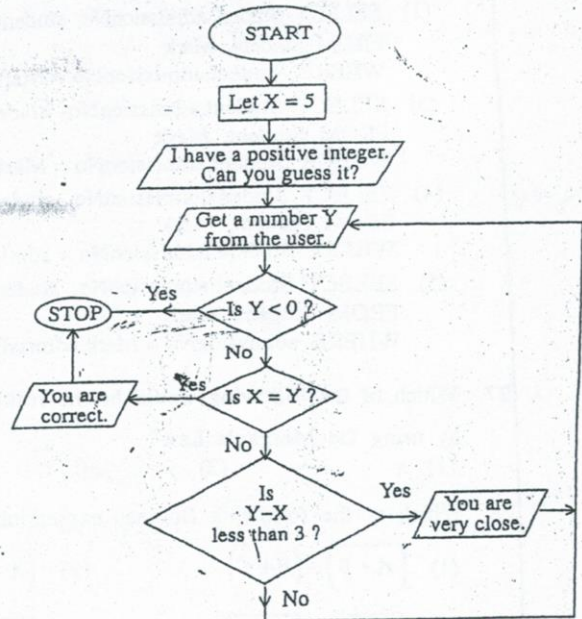 START
Let X = 5
I have a positive integer.
Can you guess it?
Get a number Y
from the user.
Is Y < 0 ?
Yes
STOP
No
Is X = Y ?
Yes
You are
correct.
No
Is
Y–X
less than 3 ?
Yes
You are
very close.
No